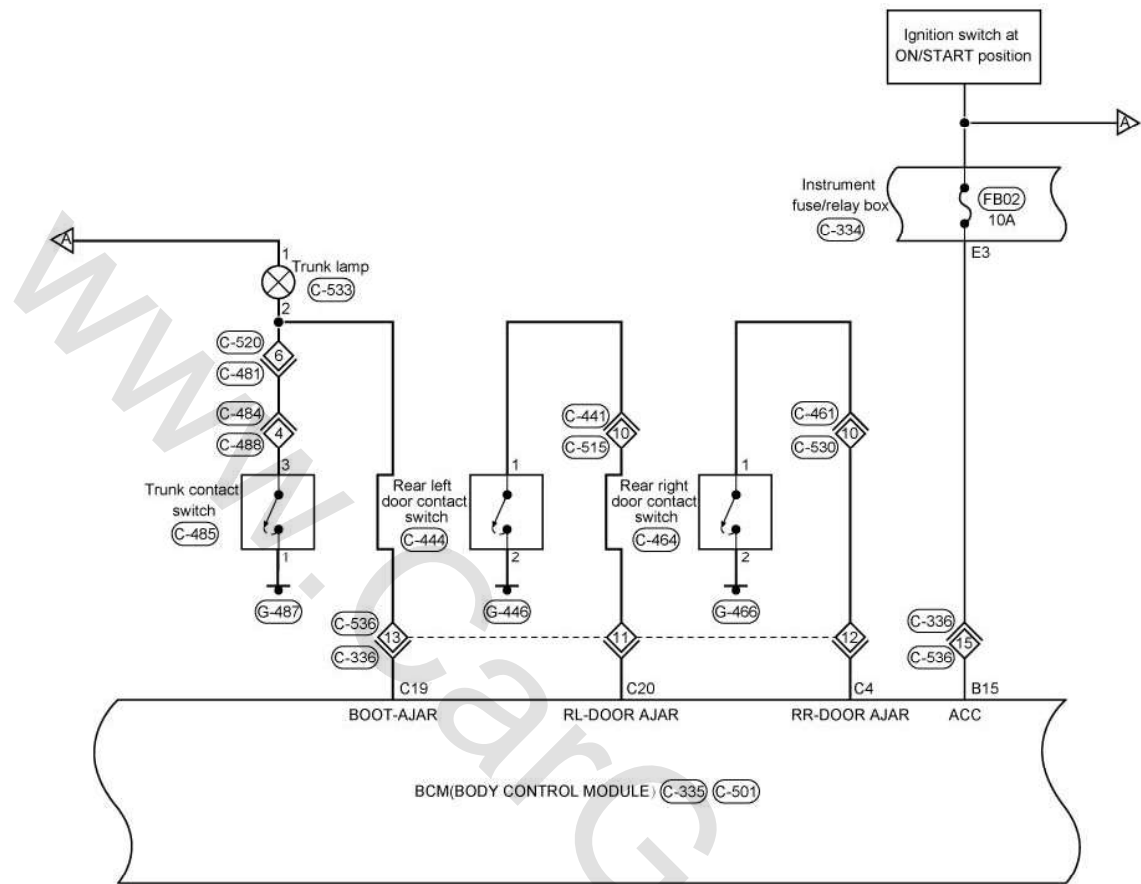 Ignition switch at
ON/START position
A
Instrument
fuse/relay box
C-334
FB02
10A
E3
A
1
Trunk lamp
C-533
2
C-520
6
C-481
C-484
4
C-488
3
Trunk contact
switch
C-485
1
G-487
C-441
10
C-515
1
Rear left
door contact
switch
C-444
2
G-446
C-461
10
C-530
1
Rear right
door contact
switch
C-464
2
G-466
C-536
13
C-336
11
12
C-336
15
C-536
C19
C20
C4
B15
BOOT-AJAR
RL-DOOR AJAR
RR-DOOR AJAR
ACC
BCM(BODY CONTROL MODULE) C-335 C-501
www.CarG